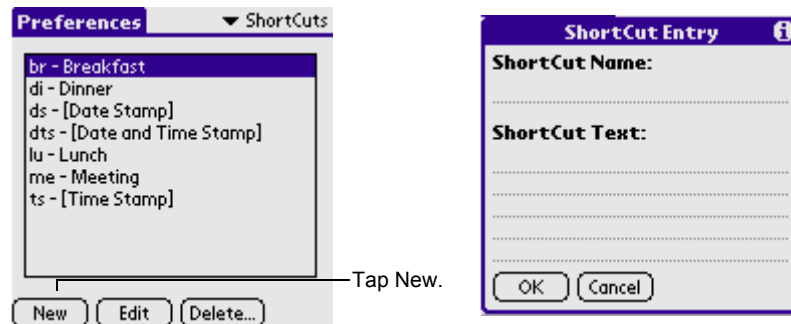 Preferences ShortCuts
br - Breakfast
di - Dinner
ds - [Date Stamp]
dts - [Date and Time Stamp]
lu - Lunch
me - Meeting
ts - [Time Stamp]
New Edit Delete...
Tap New.
ShortCut Entry i
ShortCut Name:
ShortCut Text:
OK Cancel